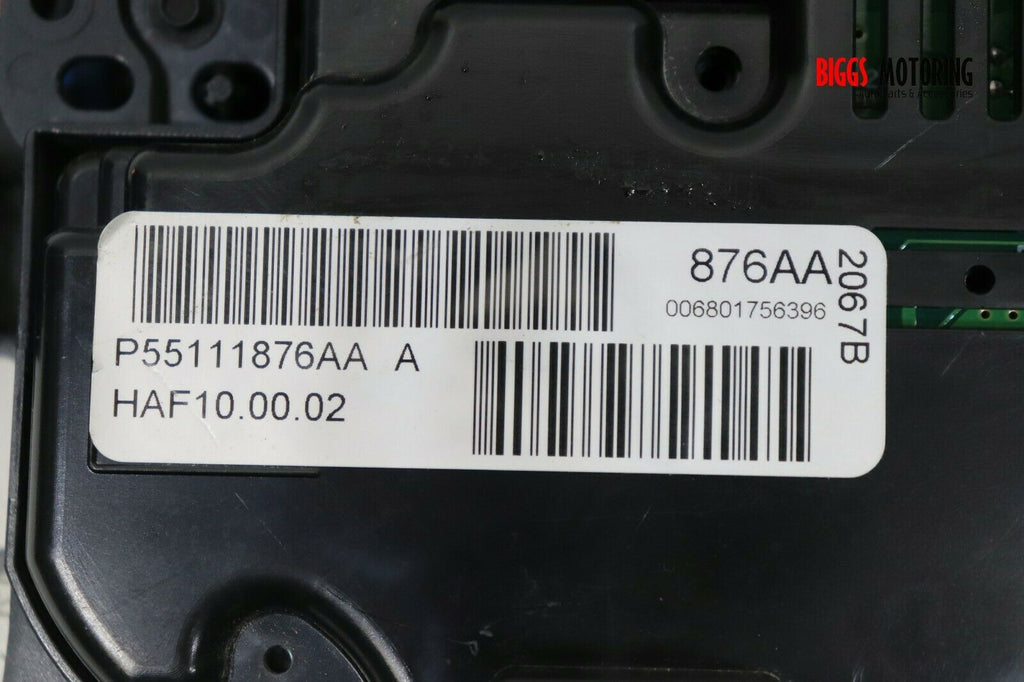 BIGGS MOTORING
876AA
2067B
006801756396
P55111876AA A
HAF10.00.02